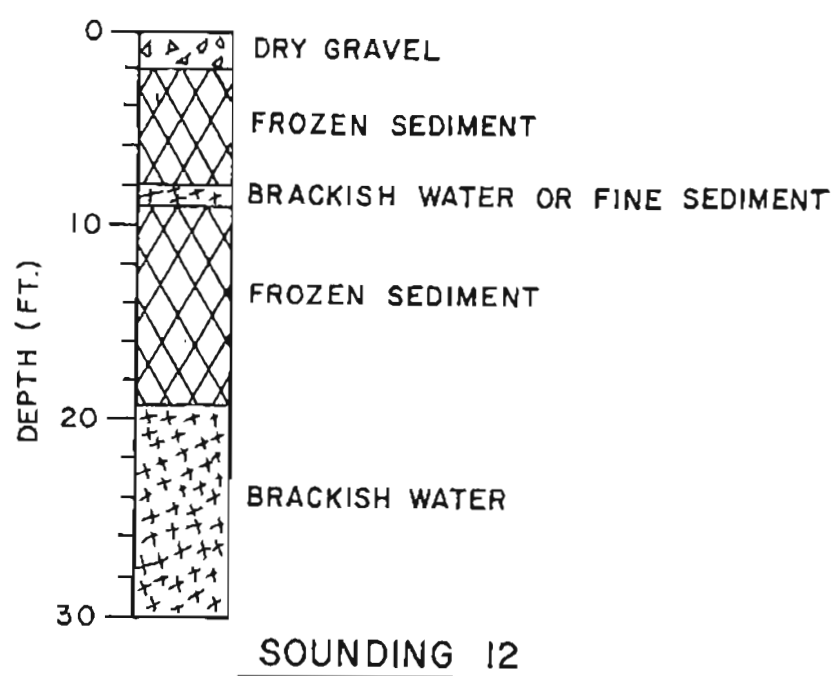 0
DRY GRAVEL
FROZEN SEDIMENT
BRACKISH WATER OR FINE SEDIMENT
10
FROZEN SEDIMENT
DEPTH (FT.)
20
BRACKISH WATER
30
SOUNDING 12